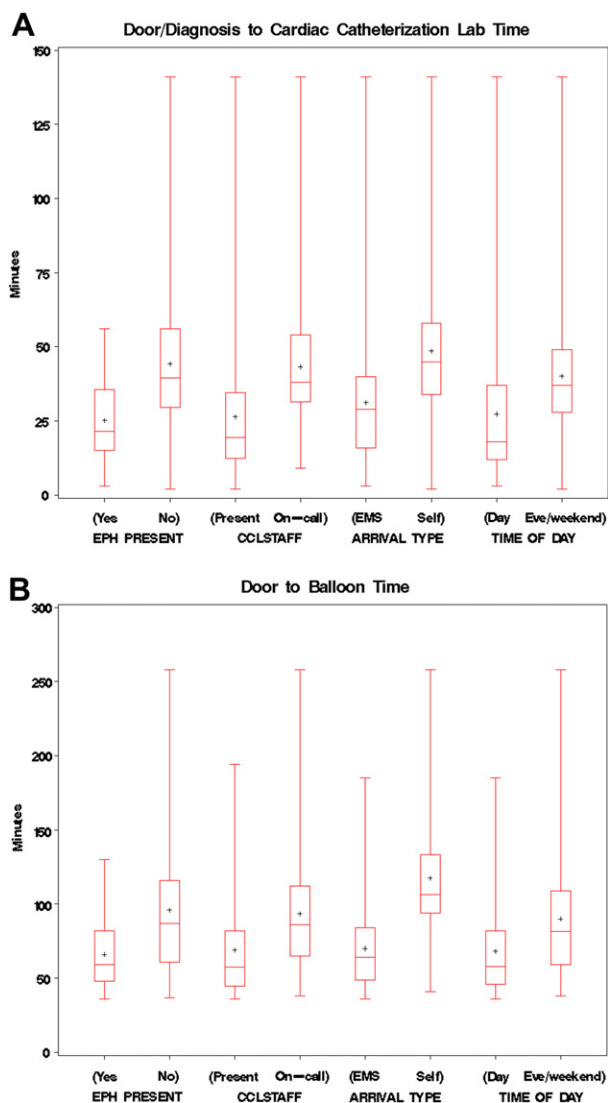 A
Door/Diagnosis to Cardiac Catheterization Lab Time
150
125
100
75
50
25
0
Minutes
(Yes No) (Present On-call) (EMS Self) (Day Eve/weekend)
EPH PRESENT CCLSTAFF ARRIVAL TYPE TIME OF DAY
B
Door to Balloon Time
300
250
200
150
100
50
0
Minutes
(Yes No) (Present On-call) (EMS Self) (Day Eve/weekend)
EPH PRESENT CCLSTAFF ARRIVAL TYPE TIME OF DAY